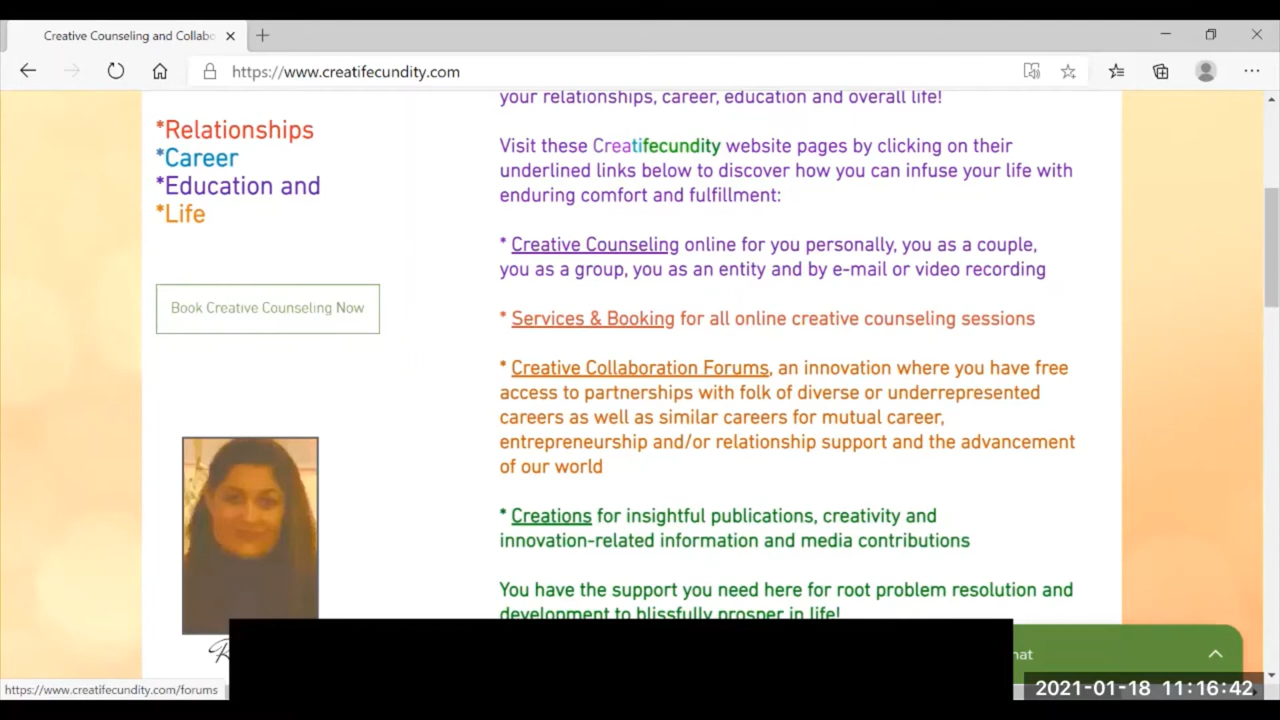 Creative Counseling and Collabo
https://www.creatifecundity.com
your relationships, career, education and overall life!
*Relationships
*Career
*Education and
*Life
Book Creative Counseling Now
Visit these Creatifecundity website pages by clicking on their
underlined links below to discover how you can infuse your life with
enduring comfort and fulfillment:
* Creative Counseling online for you personally, you as a couple,
you as a group, you as an entity and by e-mail or video recording
* Services & Booking for all online creative counseling sessions
* Creative Collaboration Forums, an innovation where you have free
access to partnerships with folk of diverse or underrepresented
careers as well as similar careers for mutual career,
entrepreneurship and/or relationship support and the advancement
of our world
* Creations for insightful publications, creativity and
innovation-related information and media contributions
You have the support you need here for root problem resolution and
development to blissfully prosper in life!
https://www.creatifecundity.com/forums
2021-01-18 11:16:42